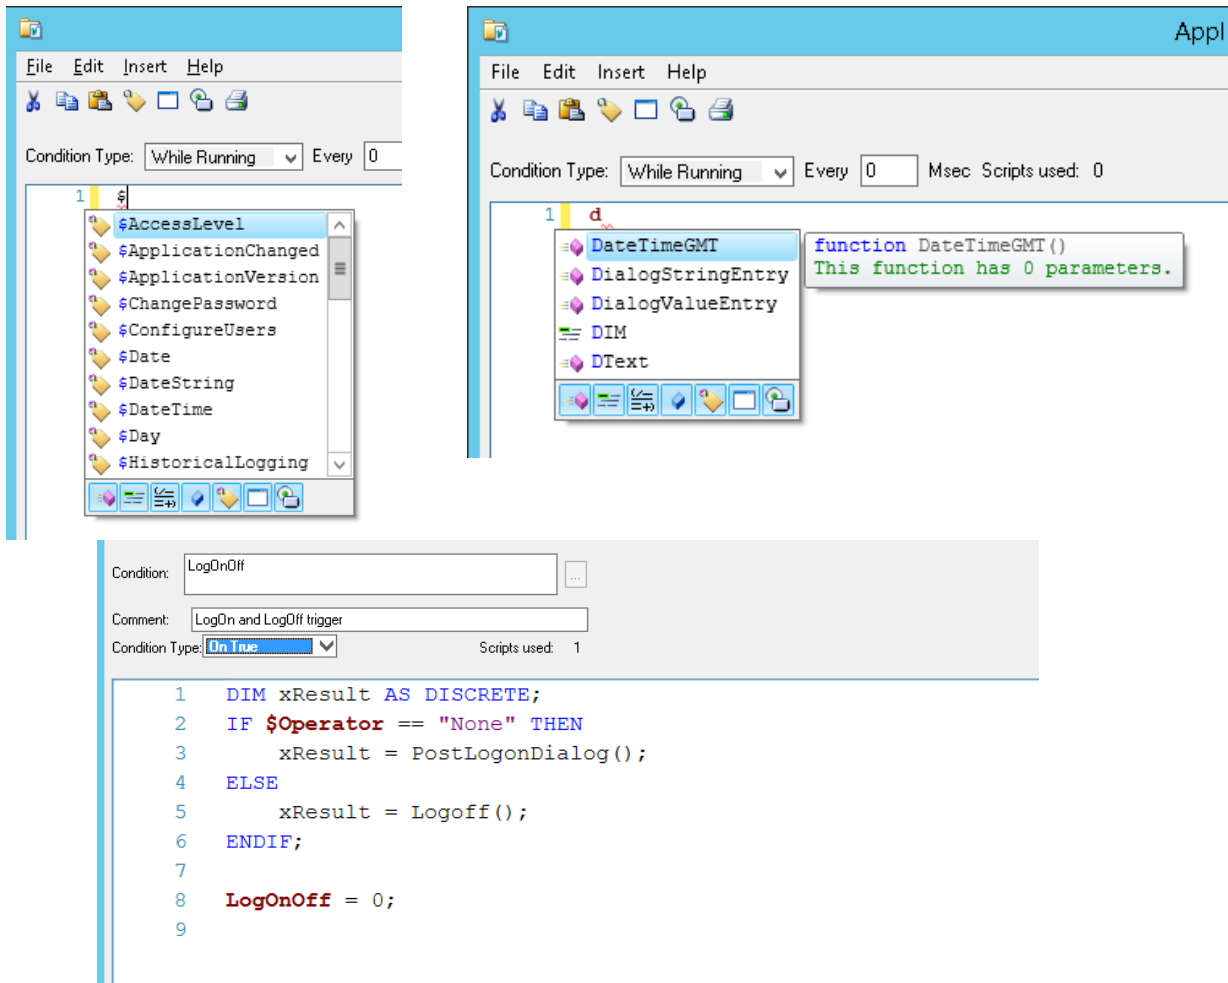 File Edit Insert Help
Condition Type: While Running Every 0
1 $
$AccessLevel
$ApplicationChanged
$ApplicationVersion
$ChangePassword
$ConfigureUsers
$Date
$DateString
$DateTime
$Day
$HistoricalLogging
Appl
File Edit Insert Help
Condition Type: While Running Every 0 Msec Scripts used: 0
1 d
DateTimeGMT
DialogStringEntry
DialogValueEntry
DIM
DText
function DateTimeGMT()
This function has 0 parameters.
Condition: LogOnOff ...
Comment: LogOn and LogOff trigger
Condition Type: On True Scripts used: 1
1 DIM xResult AS DISCRETE;
2 IF $Operator == "None" THEN
3 xResult = PostLogonDialog();
4 ELSE
5 xResult = Logoff();
6 ENDIF;
7
8 LogOnOff = 0;
9